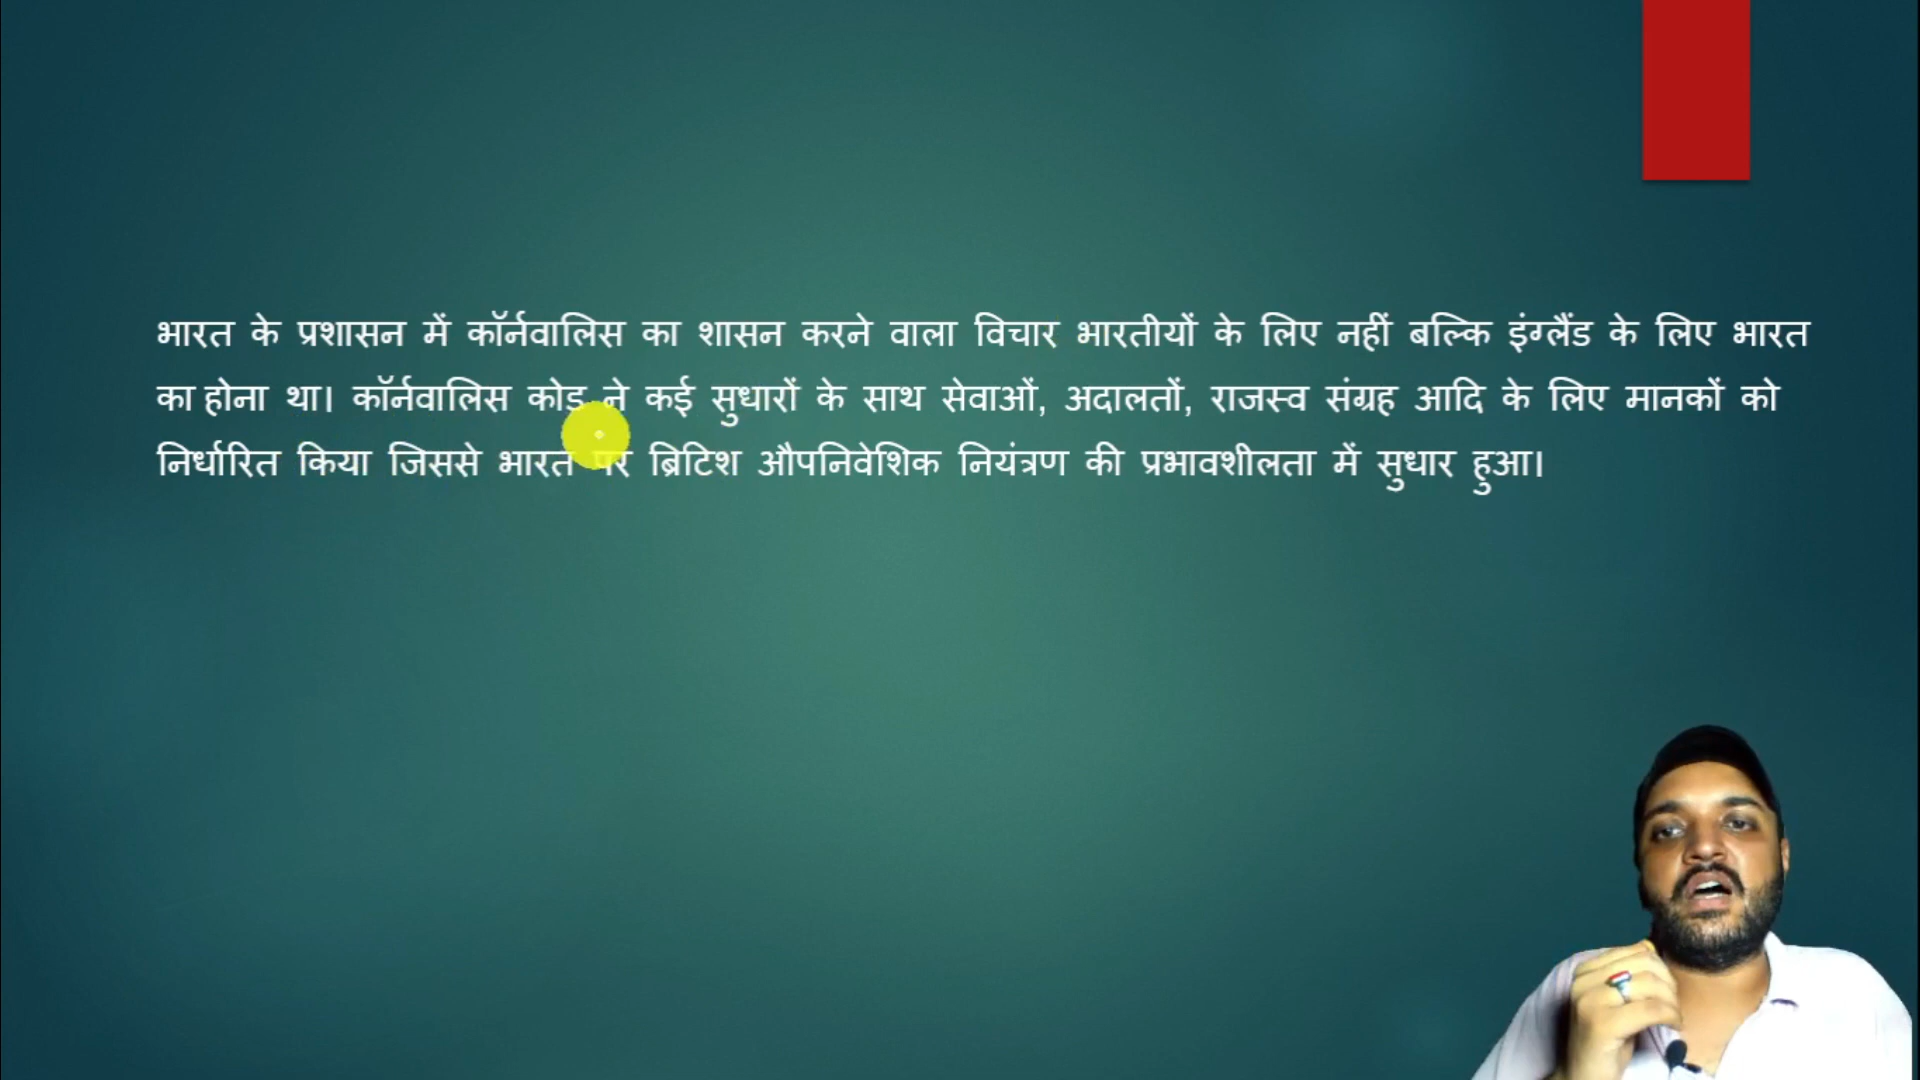 भारत के प्रशासन में कॉर्नवालिस का शासन करने वाला विचार भारतीयों के लिए नहीं बल्कि इंग्लैंड के लिए भारत
का होना था। कॉर्नवालिस कोड ने कई सुधारों के साथ सेवाओं, अदालतों, राजस्व संग्रह आदि के लिए मानकों को
निर्धारित किया जिससे भारत पर ब्रिटिश औपनिवेशिक नियंत्रण की प्रभावशीलता में सुधार हुआ।